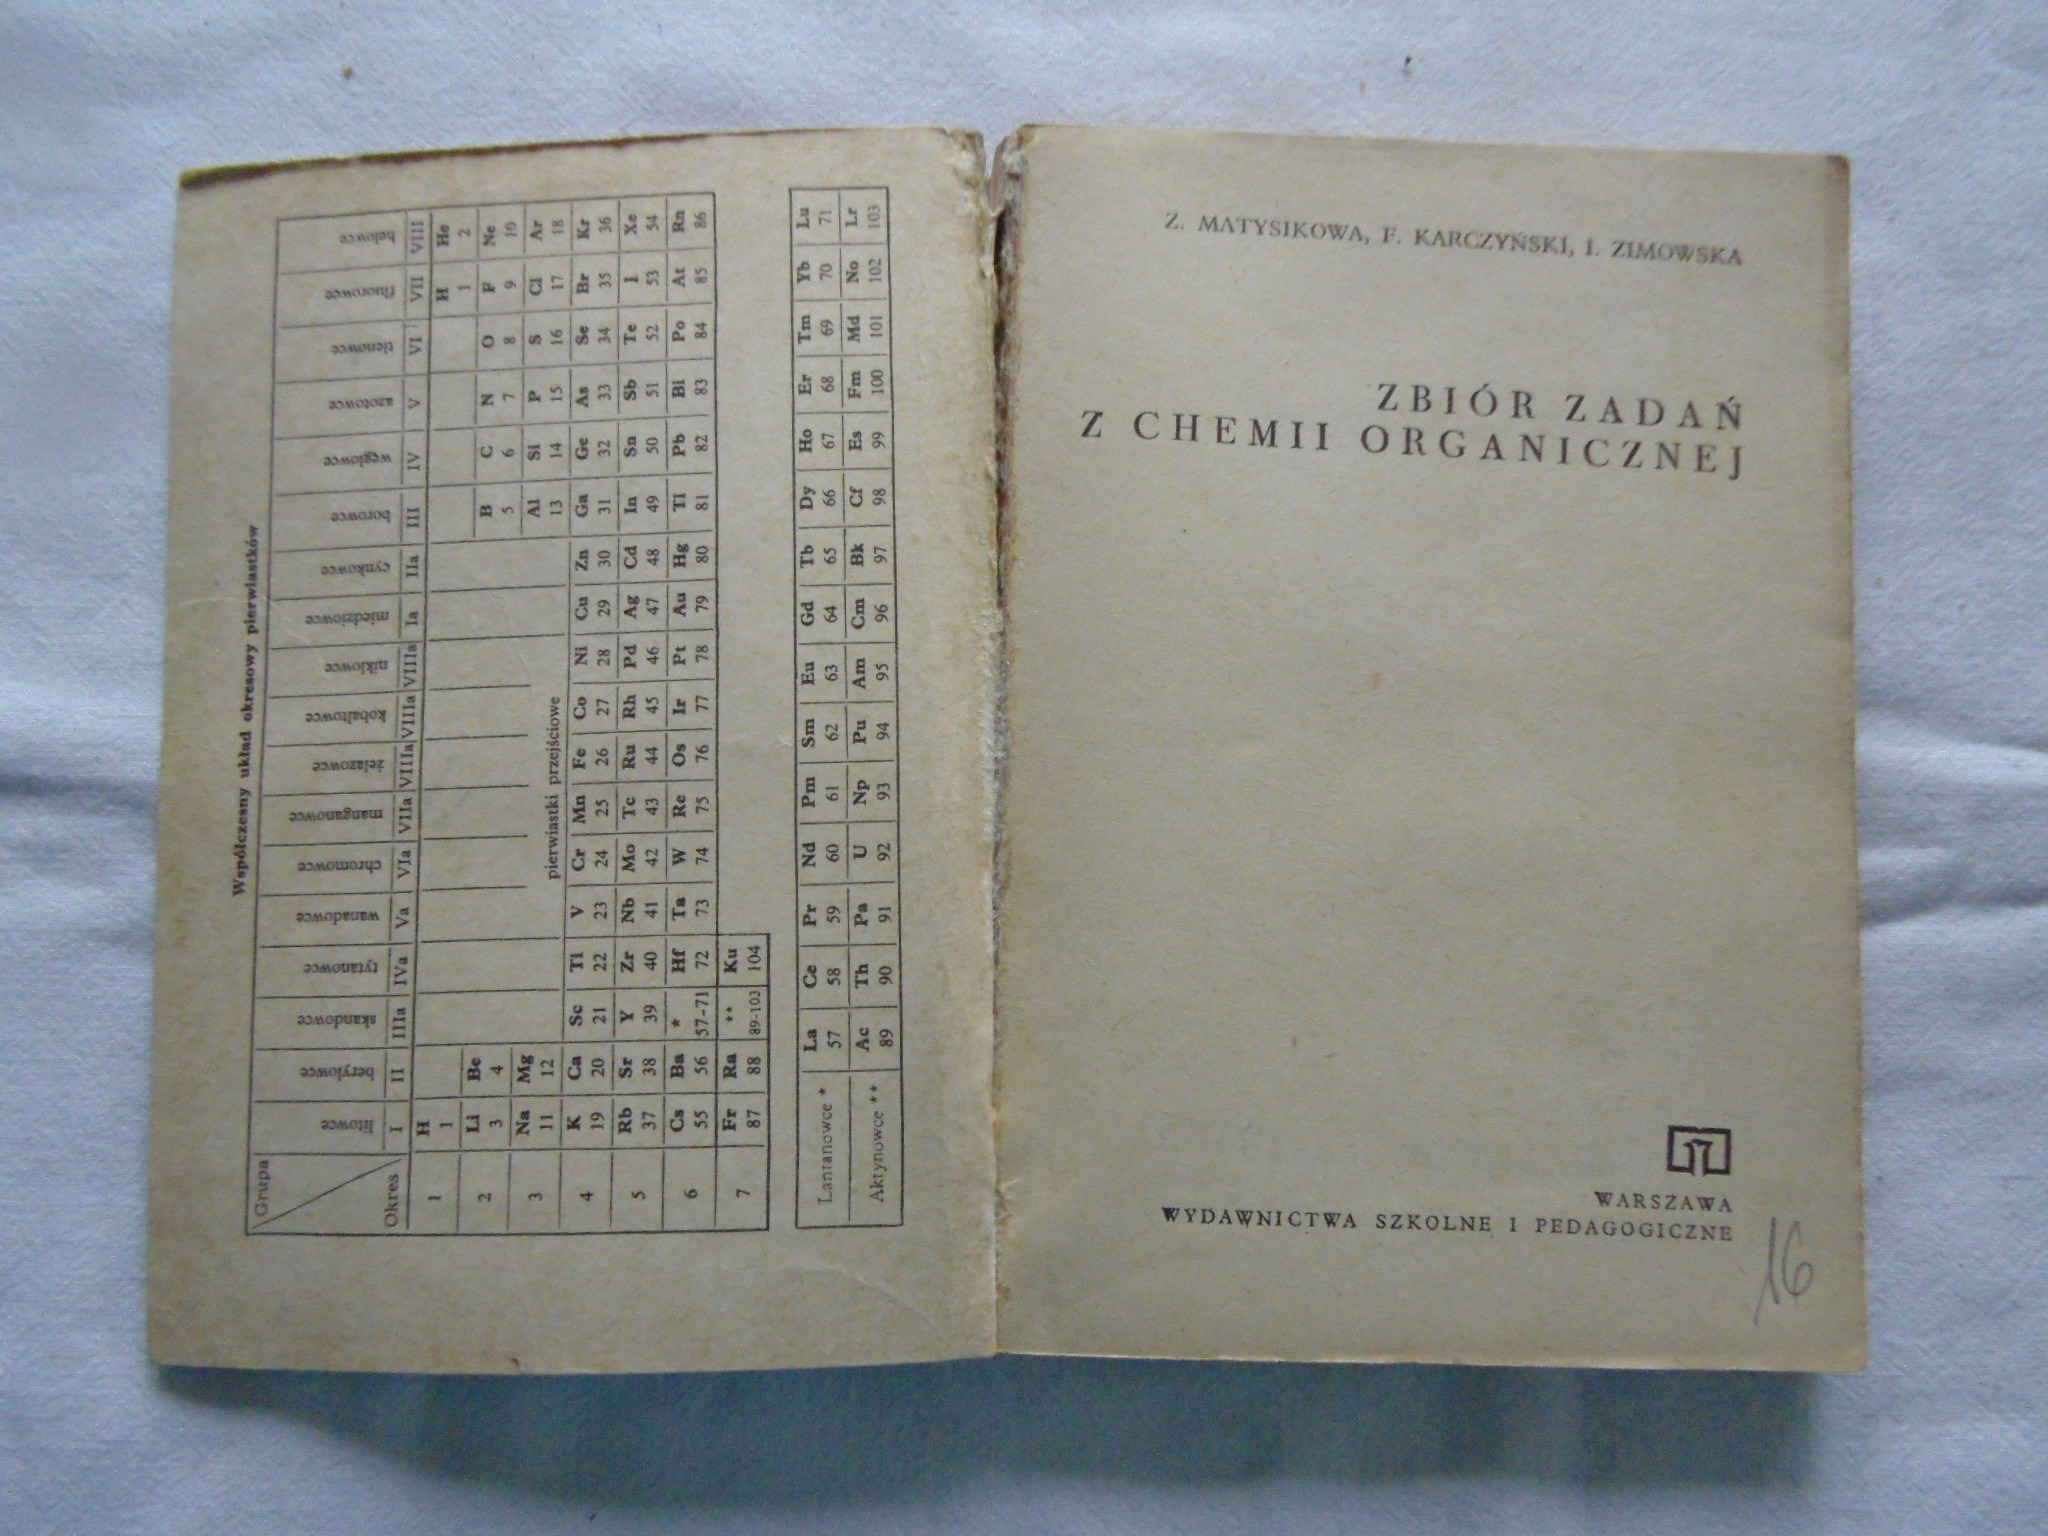 Współczesny układ okresowy pierwiastków
Grupa litowce berylowce skandowce tytanowce wanadowce chromowce manganowce żelazowce kobaltowce niklowce miedziowce cynkowce borowce węglowce azotowce tlenowce fluorowce helowce
Okres I II IIIa IVa Va VIa VIIa VIIIa VIIIa VIIIa Ia IIa III IV V VI VII VIII
1 H He
H
1 1 2
2 Li Be B C N O F Ne
3 4 5 6 7 8 9 10
3 Na Mg Al Si P S Cl Ar
11 12 13 14 15 16 17 18
pierwiastki przejściowe
4 K Ca Sc Ti V Cr Mn Fe Co Ni Cu Zn Ga Ge As Se Br Kr
19 20 21 22 23 24 25 26 27 28 29 30 31 32 33 34 35 36
5 Rb Sr Y Zr Nb Mo Tc Ru Rh Pd Ag Cd In Sn Sb Te I Xe
37 38 39 40 41 42 43 44 45 46 47 48 49 50 51 52 53 54
6 Cs Ba * Hf Ta W Re Os Ir Pt Au Hg Tl Pb Bi Po At Rn
55 56 57-71 72 73 74 75 76 77 78 79 80 81 82 83 84 85 86
7 Fr Ra ** Ku
87 88 89-103 104
Lantanowce * La Ce Pr Nd Pm Sm Eu Gd Tb Dy Ho Er Tm Yb Lu
57 58 59 60 61 62 63 64 65 66 67 68 69 70 71
Aktynowce ** Ac Th Pa U Np Pu Am Cm Bk Cf Es Fm Md No Lr
89 90 91 92 93 94 95 96 97 98 99 100 101 102 103
Z. MATYSIKOWA, F. KARCZYŃSKI, I. ZIMOWSKA
ZBIÓR ZADAŃ
Z CHEMII ORGANICZNEJ
WARSZAWA
WYDAWNICTWA SZKOLNE I PEDAGOGICZNE
16